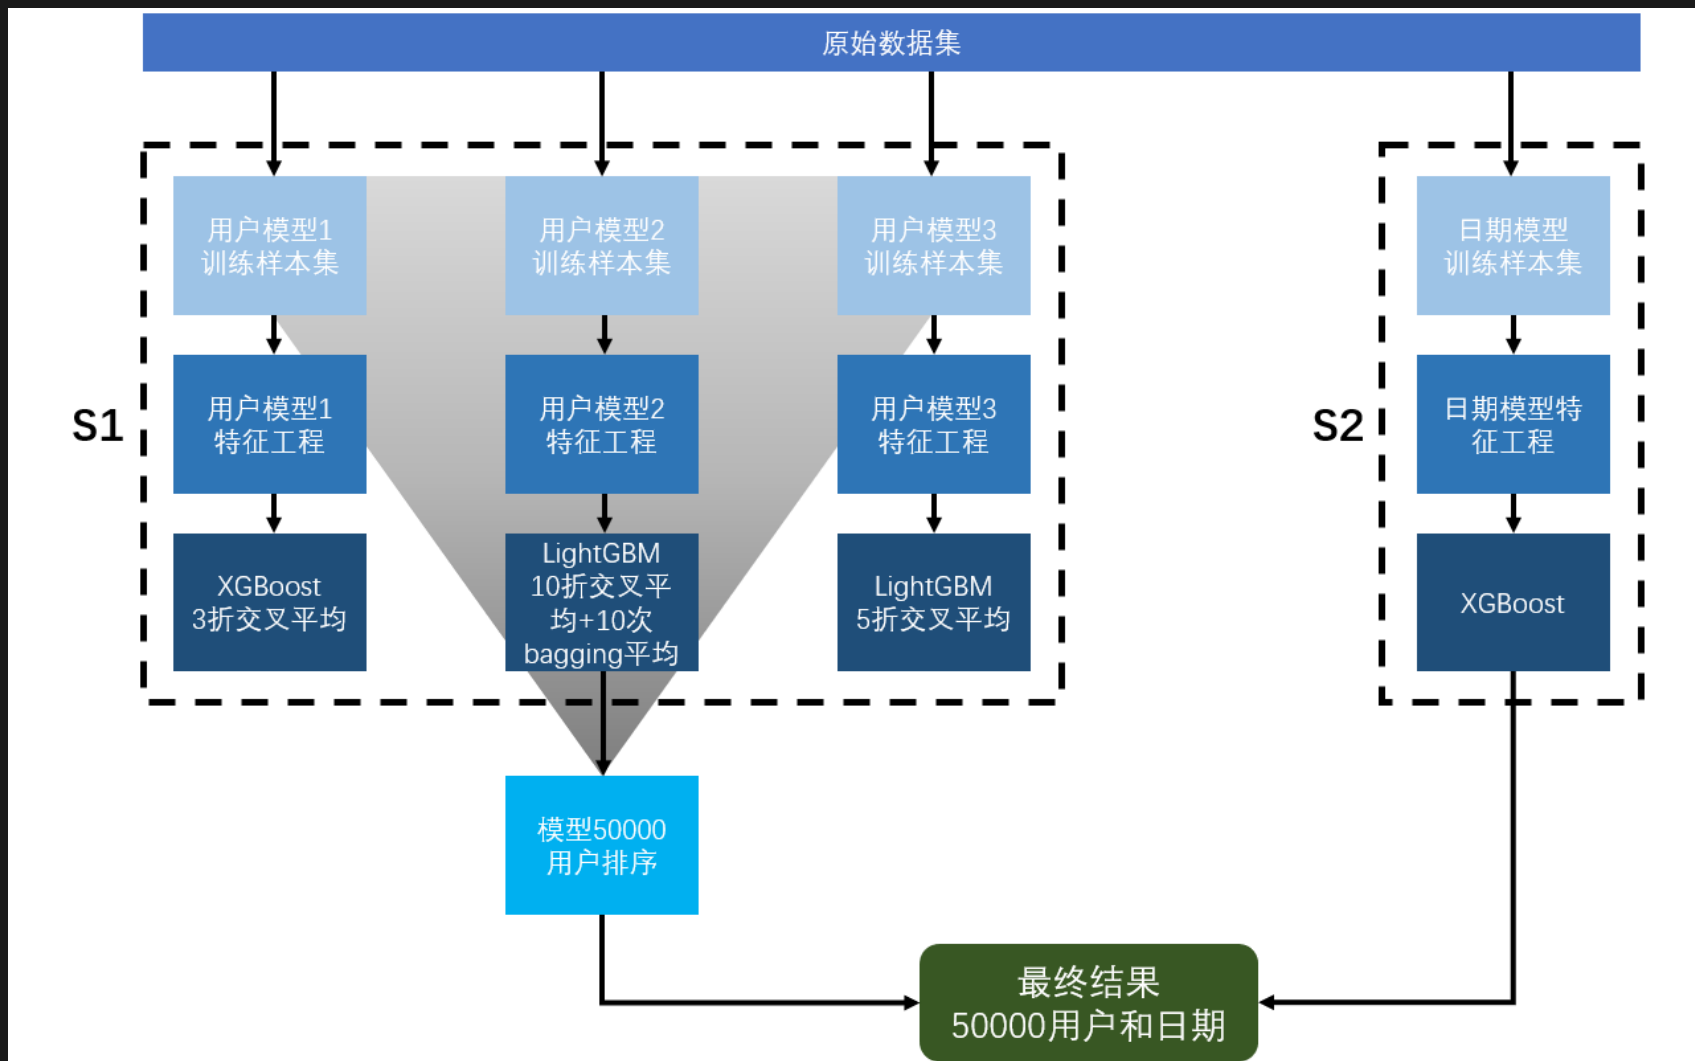 原始数据集
用户模型1
训练样本集
用户模型2
训练样本集
用户模型3
训练样本集
日期模型
训练样本集
S1
用户模型1
特征工程
用户模型2
特征工程
用户模型3
特征工程
S2
日期模型特
征工程
XGBoost
3折交叉平均
LightGBM
10折交叉平
均+10次
bagging平均
LightGBM
5折交叉平均
XGBoost
模型50000
用户排序
最终结果
50000用户和日期